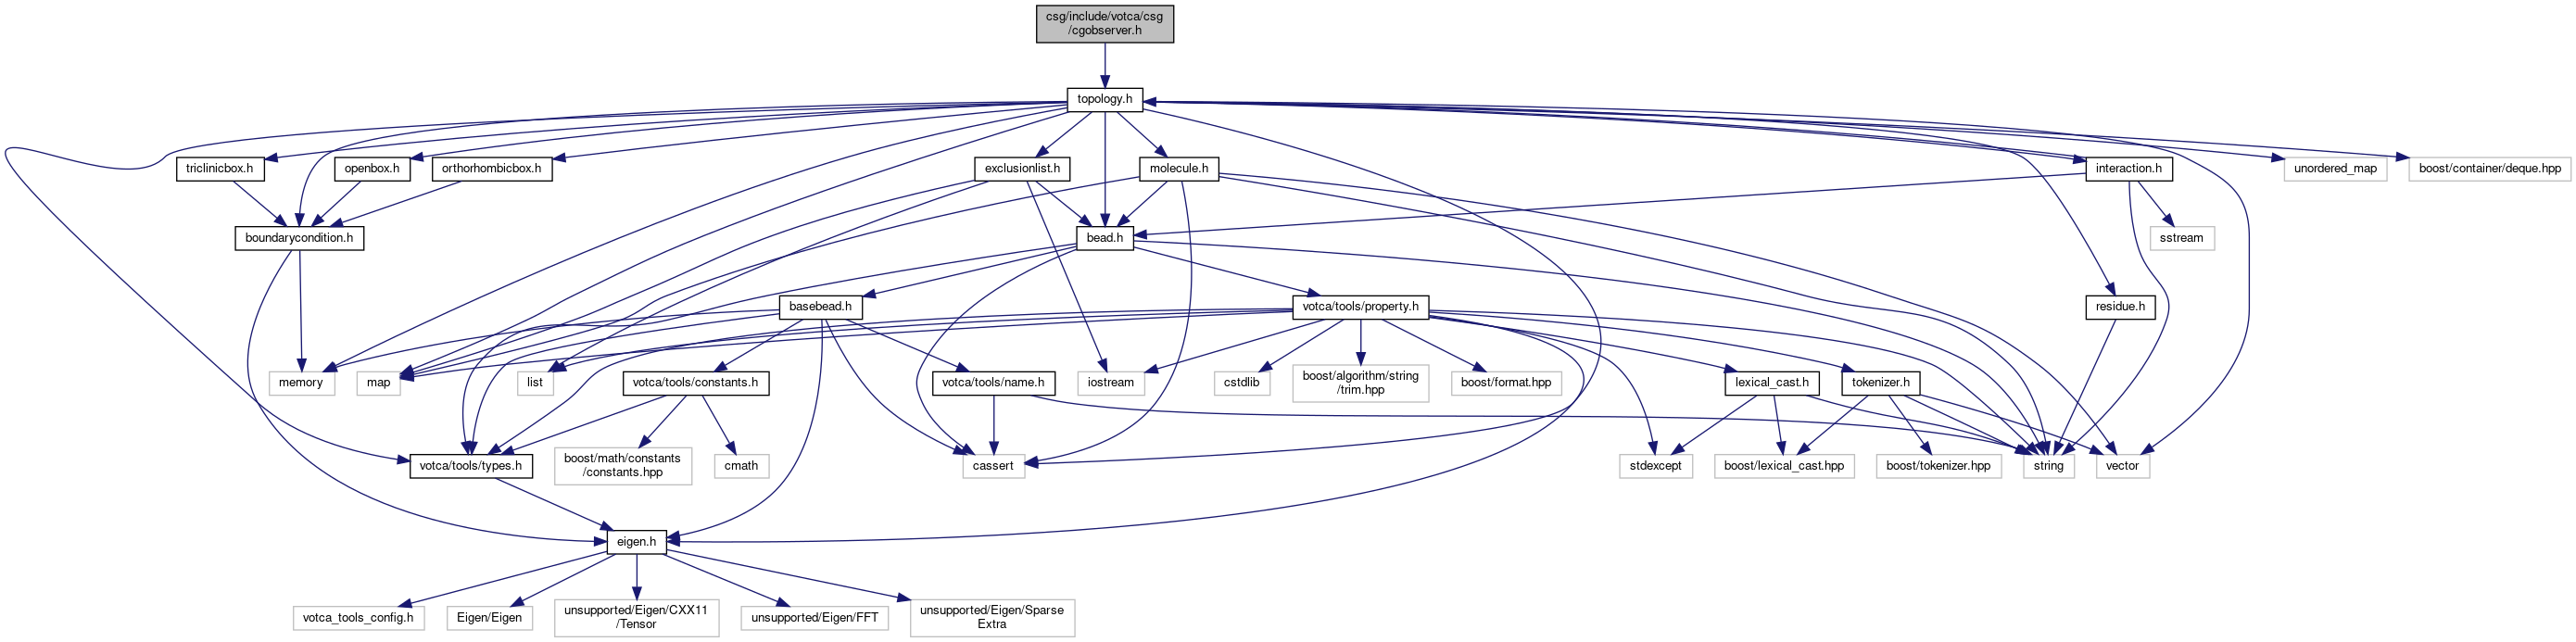 csg/include/votca/csg
/cgobserver.h
topology.h
triclinicbox.h
openbox.h
orthorhombicbox.h
exclusionlist.h
molecule.h
interaction.h
unordered_map
boost/container/deque.hpp
boundarycondition.h
bead.h
sstream
basebead.h
votca/tools/property.h
residue.h
memory
map
list
votca/tools/constants.h
votca/tools/name.h
iostream
cstdlib
boost/algorithm/string
/trim.hpp
boost/format.hpp
lexical_cast.h
tokenizer.h
votca/tools/types.h
boost/math/constants
/constants.hpp
cmath
cassert
stdexcept
boost/lexical_cast.hpp
boost/tokenizer.hpp
string
vector
eigen.h
votca_tools_config.h
Eigen/Eigen
unsupported/Eigen/CXX11
/Tensor
unsupported/Eigen/FFT
unsupported/Eigen/Sparse
Extra